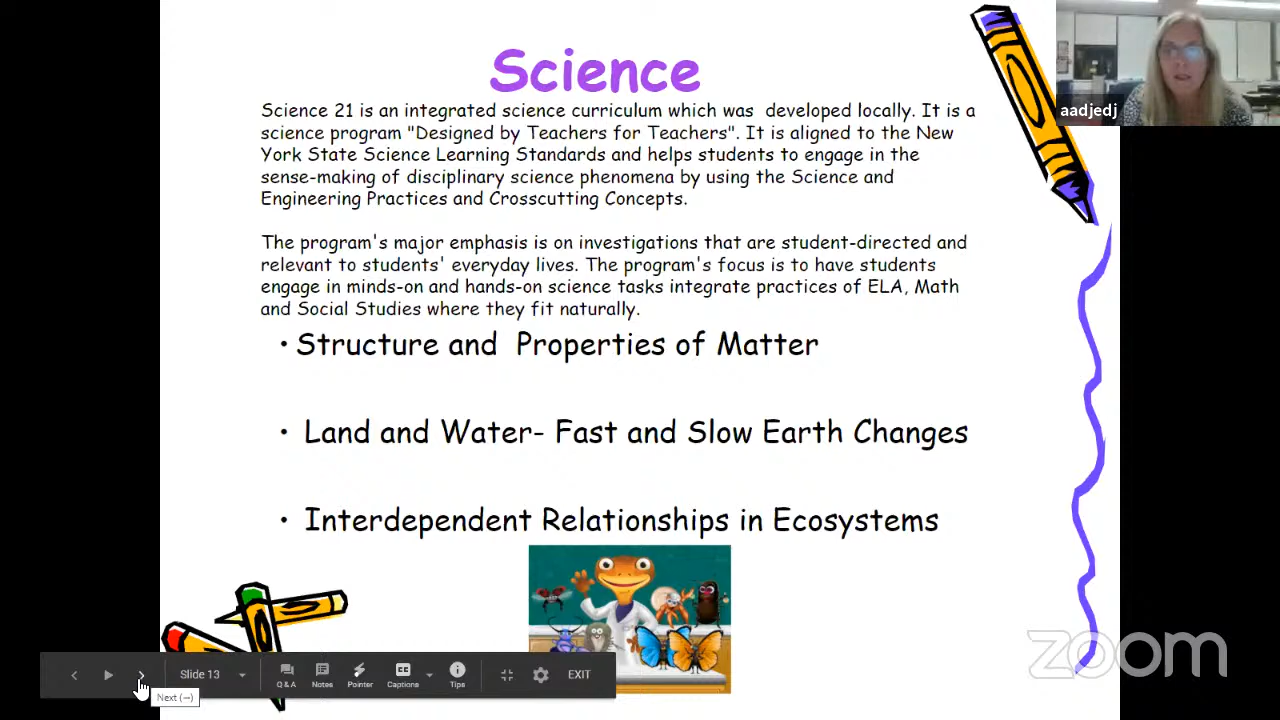 Science
Science 21 is an integrated science curriculum which was developed locally. It is a
science program "Designed by Teachers for Teachers". It is aligned to the New
York State Science Learning Standards and helps students to engage in the
sense-making of disciplinary science phenomena by using the Science and
Engineering Practices and Crosscutting Concepts.
The program's major emphasis is on investigations that are student-directed and
relevant to students' everyday lives. The program's focus is to have students
engage in minds-on and hands-on science tasks integrate practices of ELA, Math
and Social Studies where they fit naturally.
• Structure and Properties of Matter
• Land and Water- Fast and Slow Earth Changes
• Interdependent Relationships in Ecosystems
aadjedj
Slide 13
Q & A
Notes
Pointer
Captions
Tips
EXIT
Next (→)
zoom